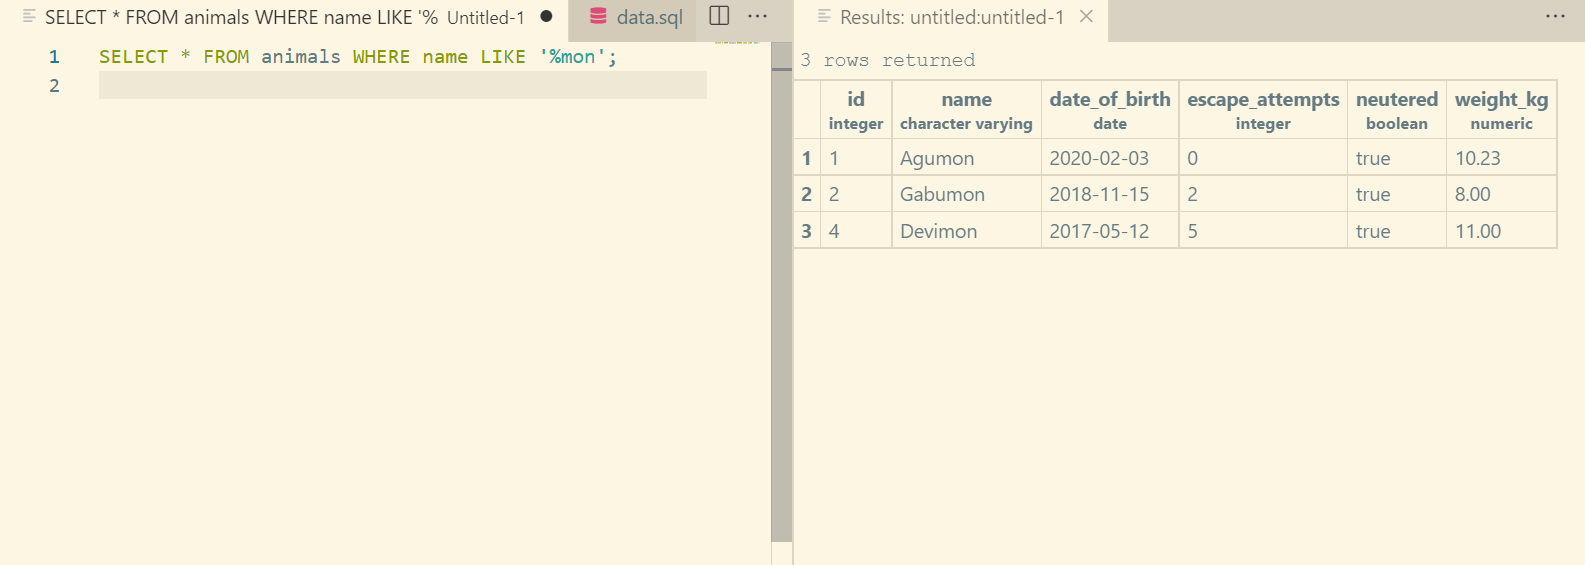 SELECT * FROM animals WHERE name LIKE '% Untitled-1
data.sql
1 SELECT * FROM animals WHERE name LIKE '%mon';
2
Results: untitled:untitled-1
3 rows returned
id name date_of_birth escape_attempts neutered weight_kg
integer character varying date integer boolean numeric
1 1 Agumon 2020-02-03 0 true 10.23
2 2 Gabumon 2018-11-15 2 true 8.00
3 4 Devimon 2017-05-12 5 true 11.00